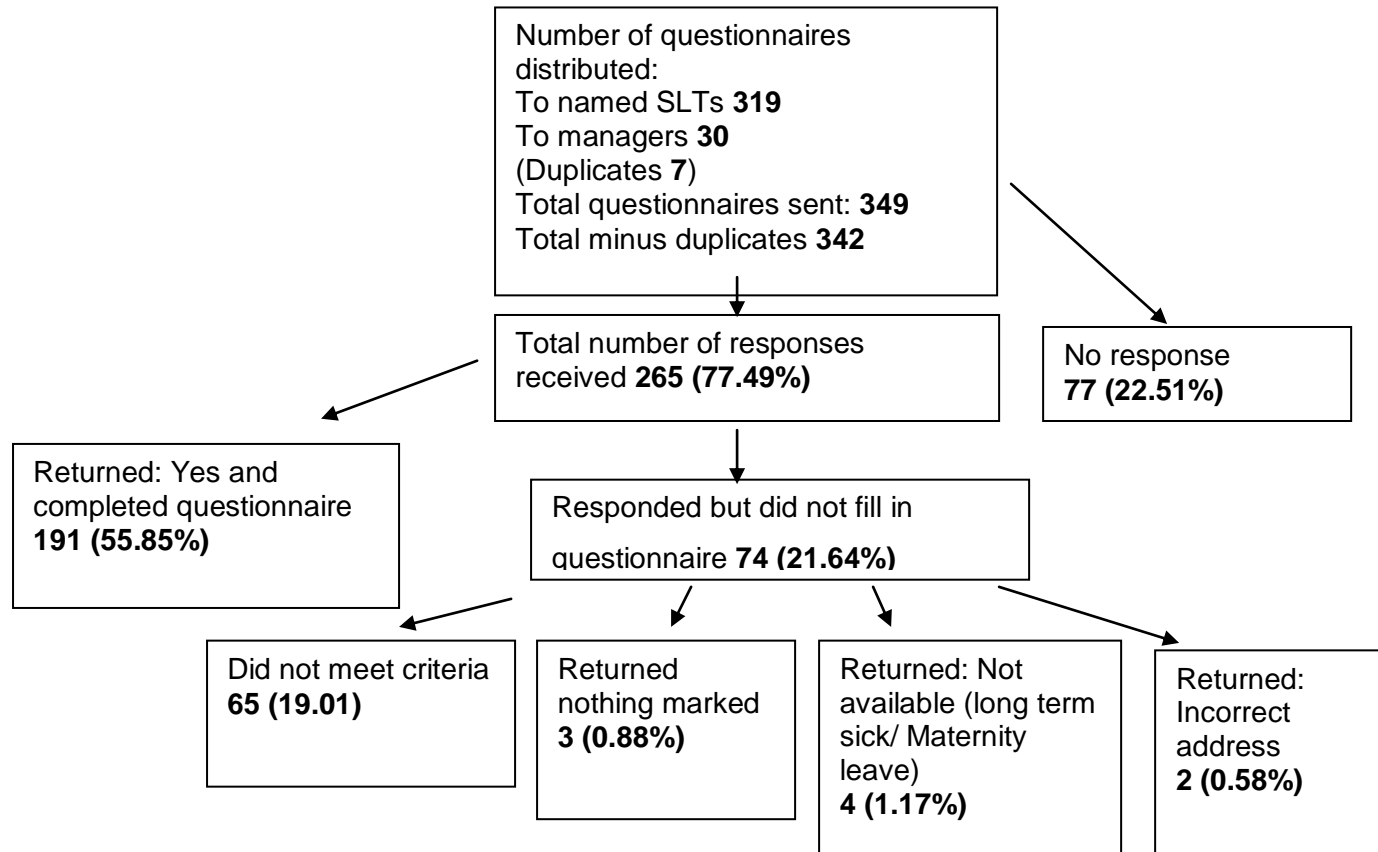 Number of questionnaires
distributed:
To named SLTs 319
To managers 30
(Duplicates 7)
Total questionnaires sent: 349
Total minus duplicates 342
Total number of responses
received 265 (77.49%)
No response
77 (22.51%)
Returned: Yes and
completed questionnaire
191 (55.85%)
Responded but did not fill in
questionnaire 74 (21.64%)
Did not meet criteria
65 (19.01)
Returned
nothing marked
3 (0.88%)
Returned: Not
available (long term
sick/ Maternity
leave)
4 (1.17%)
Returned:
Incorrect
address
2 (0.58%)